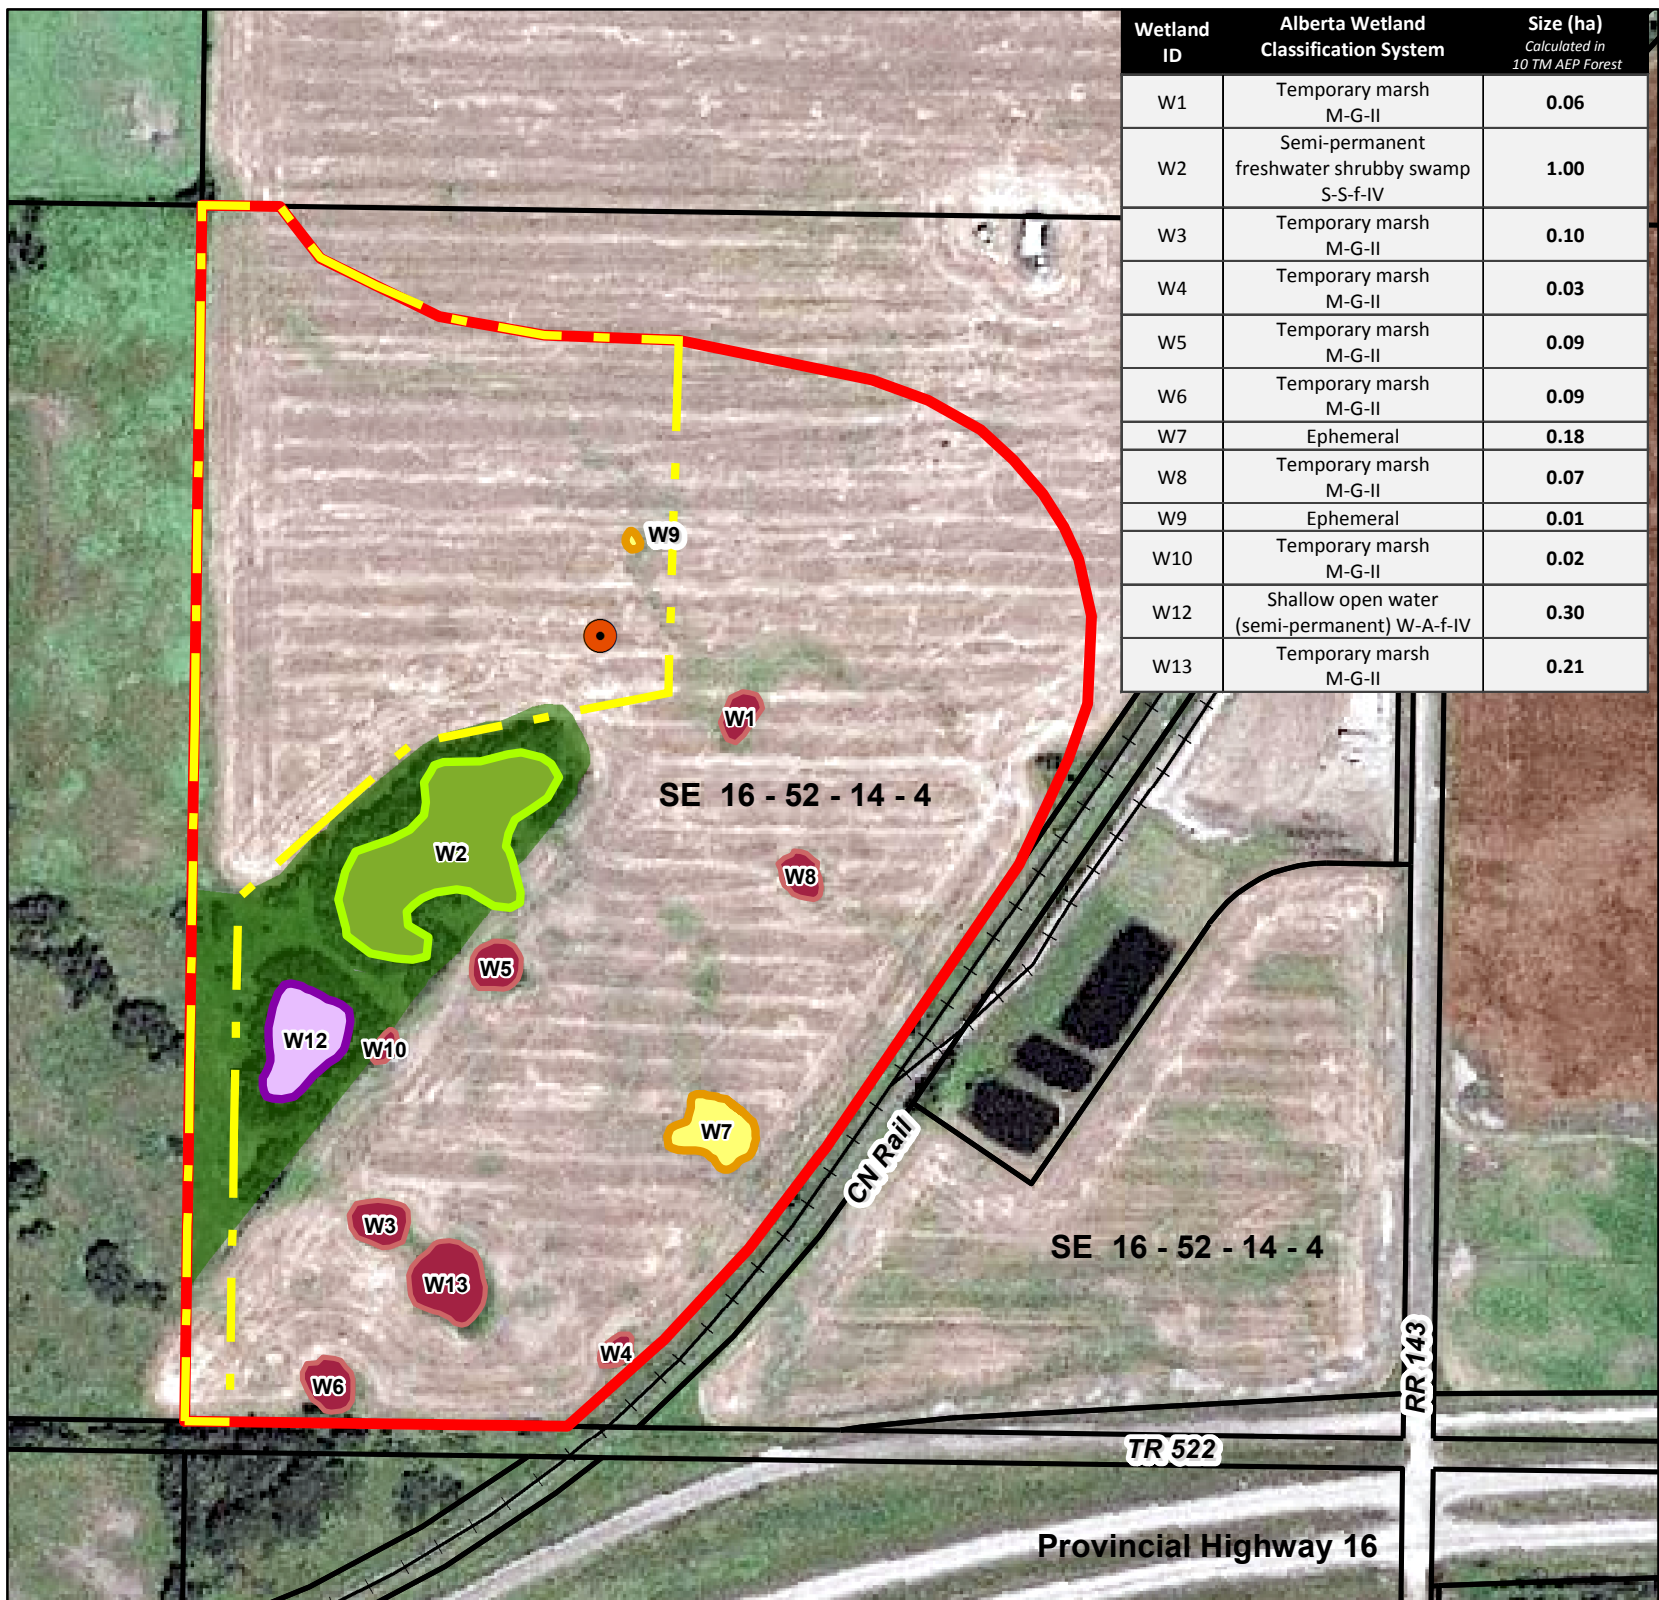 Wetland ID | Alberta Wetland Classification System | Size (ha) Calculated in 10 TM AEP Forest
W1 | Temporary marsh M-G-II | 0.06
W2 | Semi-permanent freshwater shrubby swamp S-S-f-IV | 1.00
W3 | Temporary marsh M-G-II | 0.10
W4 | Temporary marsh M-G-II | 0.03
W5 | Temporary marsh M-G-II | 0.09
W6 | Temporary marsh M-G-II | 0.09
W7 | Ephemeral | 0.18
W8 | Temporary marsh M-G-II | 0.07
W9 | Ephemeral | 0.01
W10 | Temporary marsh M-G-II | 0.02
W12 | Shallow open water (semi-permanent) W-A-f-IV | 0.30
W13 | Temporary marsh M-G-II | 0.21
W9
W1
SE 16 - 52 - 14 - 4
W2
W8
W5
W12
W10
W7
CN Rail
W3
SE 16 - 52 - 14 - 4
W13
W4
RR 143
W6
TR 522
Provincial Highway 16